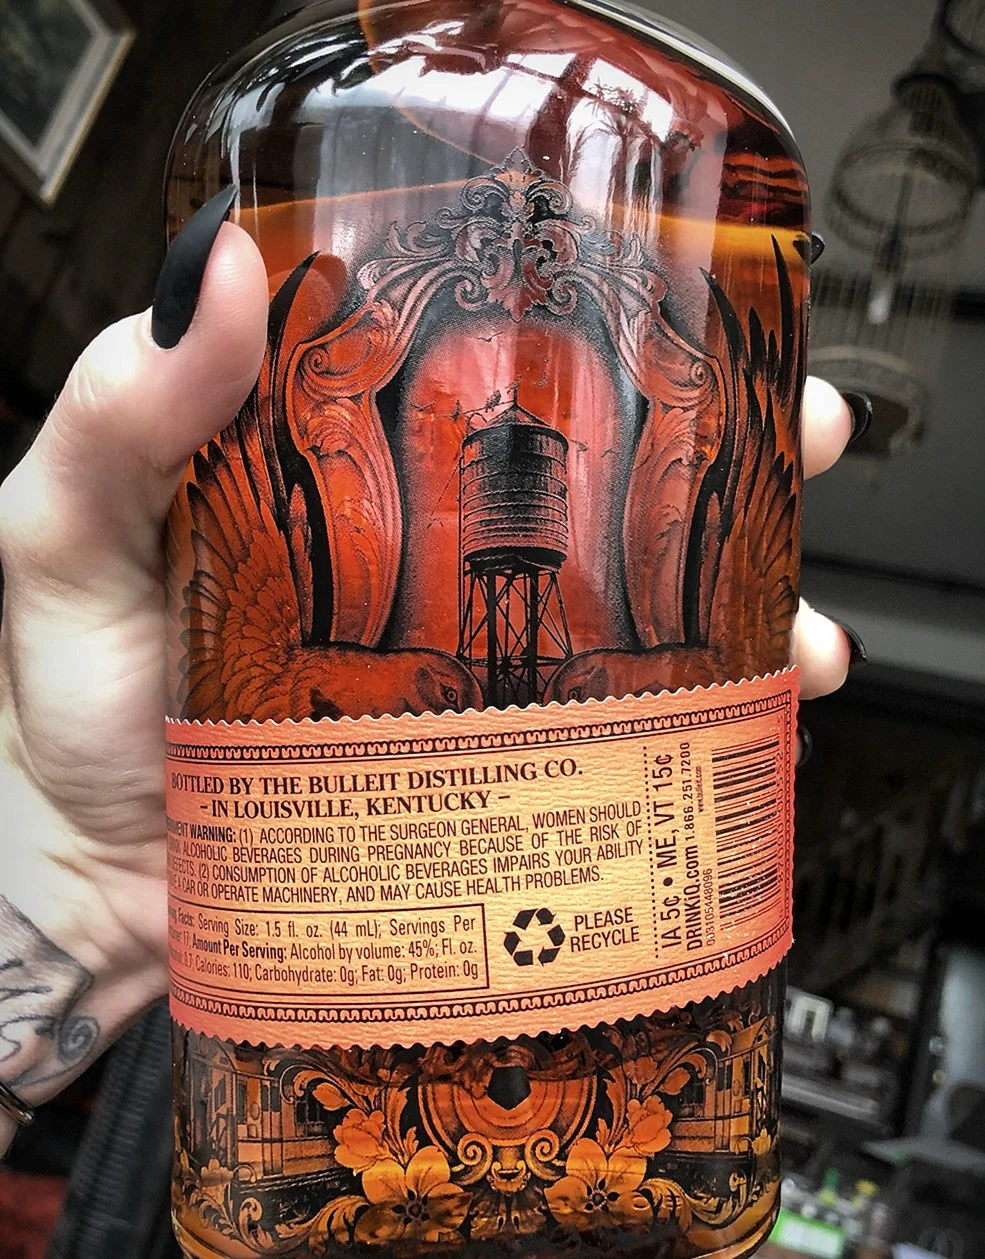 BOTTLED BY THE BULLEIT DISTILLING CO.
– IN LOUISVILLE, KENTUCKY –
WARNING: (1) ACCORDING TO THE SURGEON GENERAL, WOMEN SHOULD
ALCOHOLIC BEVERAGES DURING PREGNANCY BECAUSE OF THE RISK OF
(2) CONSUMPTION OF ALCOHOLIC BEVERAGES IMPAIRS YOUR ABILITY
A CAR OR OPERATE MACHINERY, AND MAY CAUSE HEALTH PROBLEMS.
Facts: Serving Size: 1.5 fl. oz. (44 mL); Servings Per
17, Amount Per Serving: Alcohol by volume: 45%; Fl. oz.
0.7; Calories: 110; Carbohydrate: 0g; Fat: 0g; Protein: 0g
PLEASE
RECYCLE
IA 5¢ • ME, VT 15¢
DRINKiQ.com 1.866.251.7200